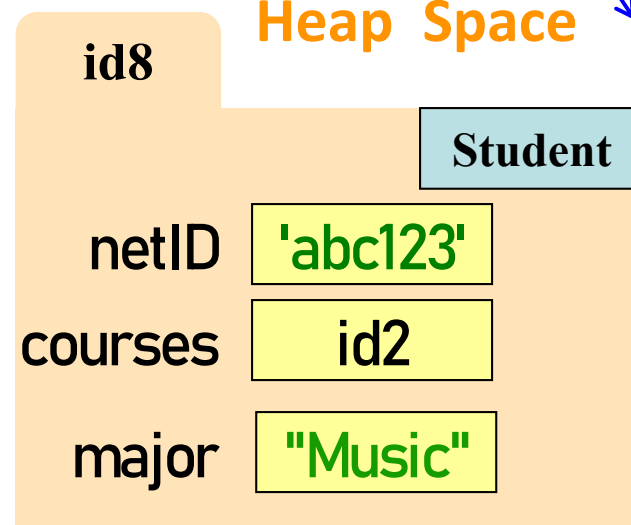 Heap Space
id8
Student
netID 'abc123'
courses id2
major "Music"